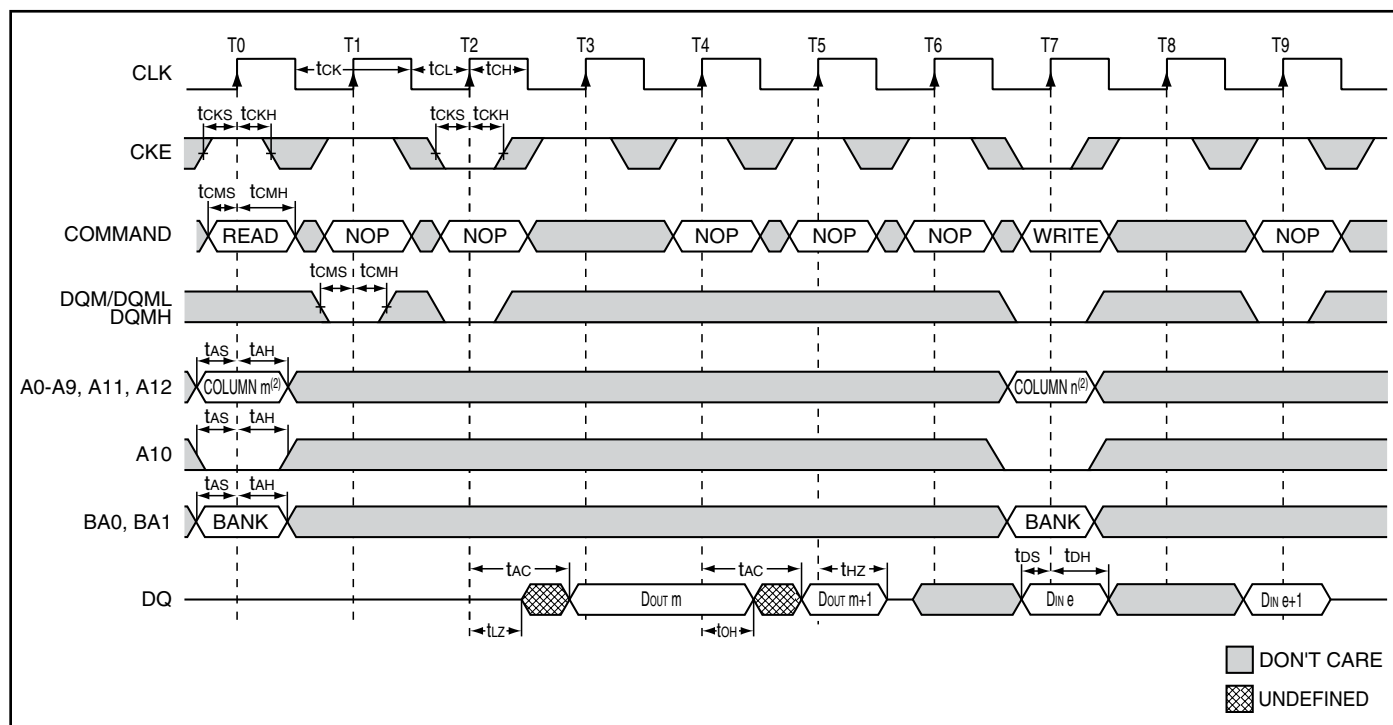 T0 T1 T2 T3 T4 T5 T6 T7 T8 T9
CLK tCK tCL tCH
tCKS tCKH tCKS tCKH
CKE
tCMS tCMH
COMMAND READ NOP NOP NOP NOP NOP WRITE NOP
tCMS tCMH
DQM/DQML
DQMH
tAS tAH
A0-A9, A11, A12 COLUMN m(2) COLUMN n(2)
tAS tAH
A10
tAS tAH
BA0, BA1 BANK BANK
tAC tAC tHZ tDS tDH
DQ DOUT m DOUT m+1 DIN e DIN e+1
tLZ tOH
DON'T CARE
UNDEFINED